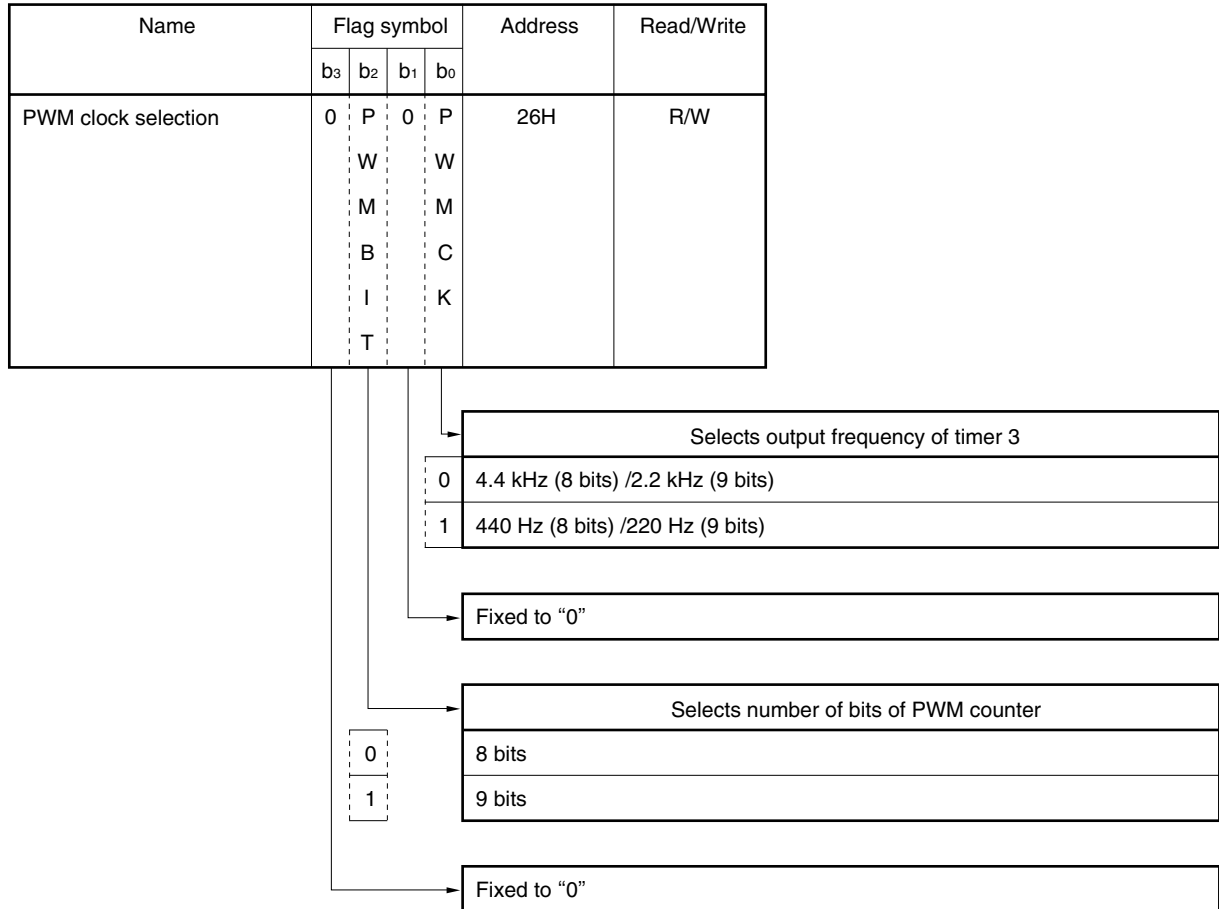 Name Flag symbol Address Read/Write
b3 b2 b1 b0
PWM clock selection 0 P 0 P 26H R/W
W W
M M
B C
I K
T
Selects output frequency of timer 3
0 4.4 kHz (8 bits) /2.2 kHz (9 bits)
1 440 Hz (8 bits) /220 Hz (9 bits)
Fixed to “0”
Selects number of bits of PWM counter
0 8 bits
1 9 bits
Fixed to “0”